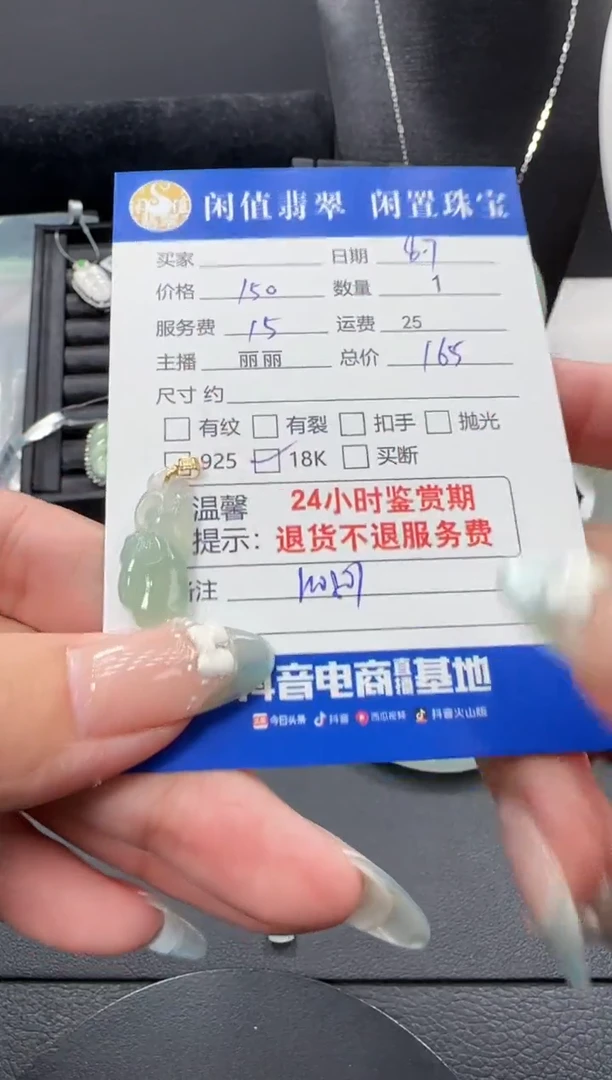 闲值翡翠 闲置珠宝
买家 日期 6.7
价格 150 数量 1
服务费 15 运费 25
主播 丽丽 总价 165
尺寸 约
有纹 有裂 扣手 抛光
925 18K 买断
温馨 24小时鉴赏期
提示: 退货不退服务费
注
抖音电商直播基地
今日头条 抖音 西瓜视频 抖音火山版